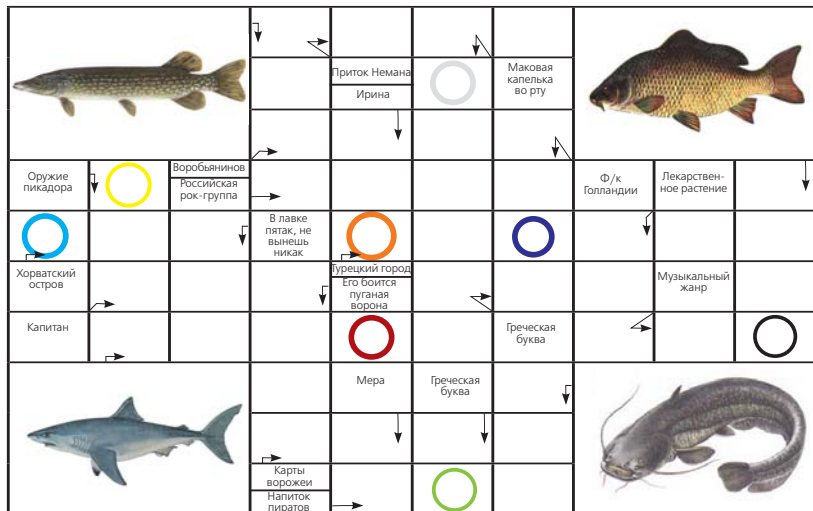 Приток Немана
Ирина
Маковая
капелька
во рту
Оружие
пикадора
Воробьянинов
Российская
рок-группа
Ф/к
Голландии
Лекарствен-
ное растение
В лавке
пятак, не
вынешь
никак
Хорватский
остров
Турецкий город
Его боится
пуганая
ворона
Музыкальный
жанр
Капитан
Греческая
буква
Мера
Греческая
буква
Карты
ворожеи
Напиток
пиратов